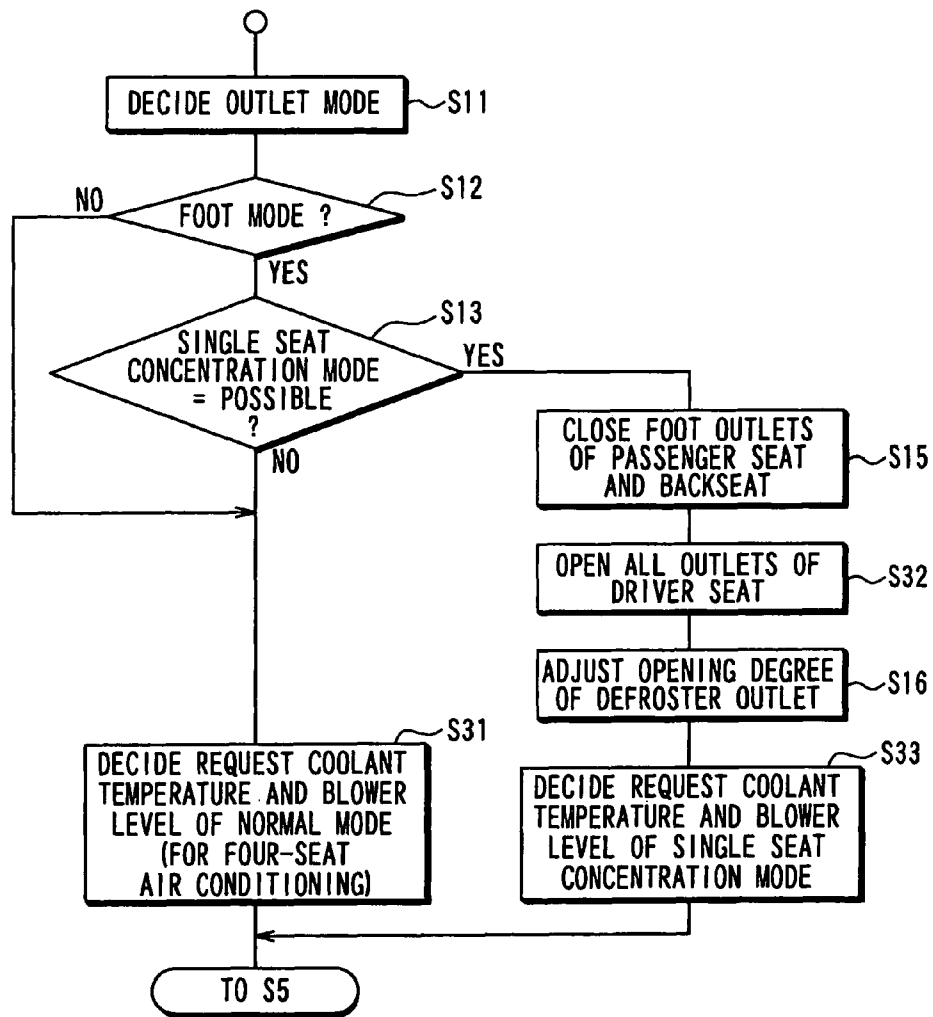 DECIDE OUTLET MODE
S11
NO
S12
FOOT MODE ?
YES
S13
SINGLE SEAT
CONCENTRATION MODE
= POSSIBLE
?
YES
NO
CLOSE FOOT OUTLETS
OF PASSENGER SEAT
AND BACKSEAT
S15
OPEN ALL OUTLETS OF
DRIVER SEAT
S32
ADJUST OPENING DEGREE
OF DEFROSTER OUTLET
S16
S31
DECIDE REQUEST COOLANT
TEMPERATURE AND BLOWER
LEVEL OF NORMAL MODE
(FOR FOUR-SEAT
AIR CONDITIONING)
S33
DECIDE REQUEST COOLANT
TEMPERATURE AND BLOWER
LEVEL OF SINGLE SEAT
CONCENTRATION MODE
TO S5